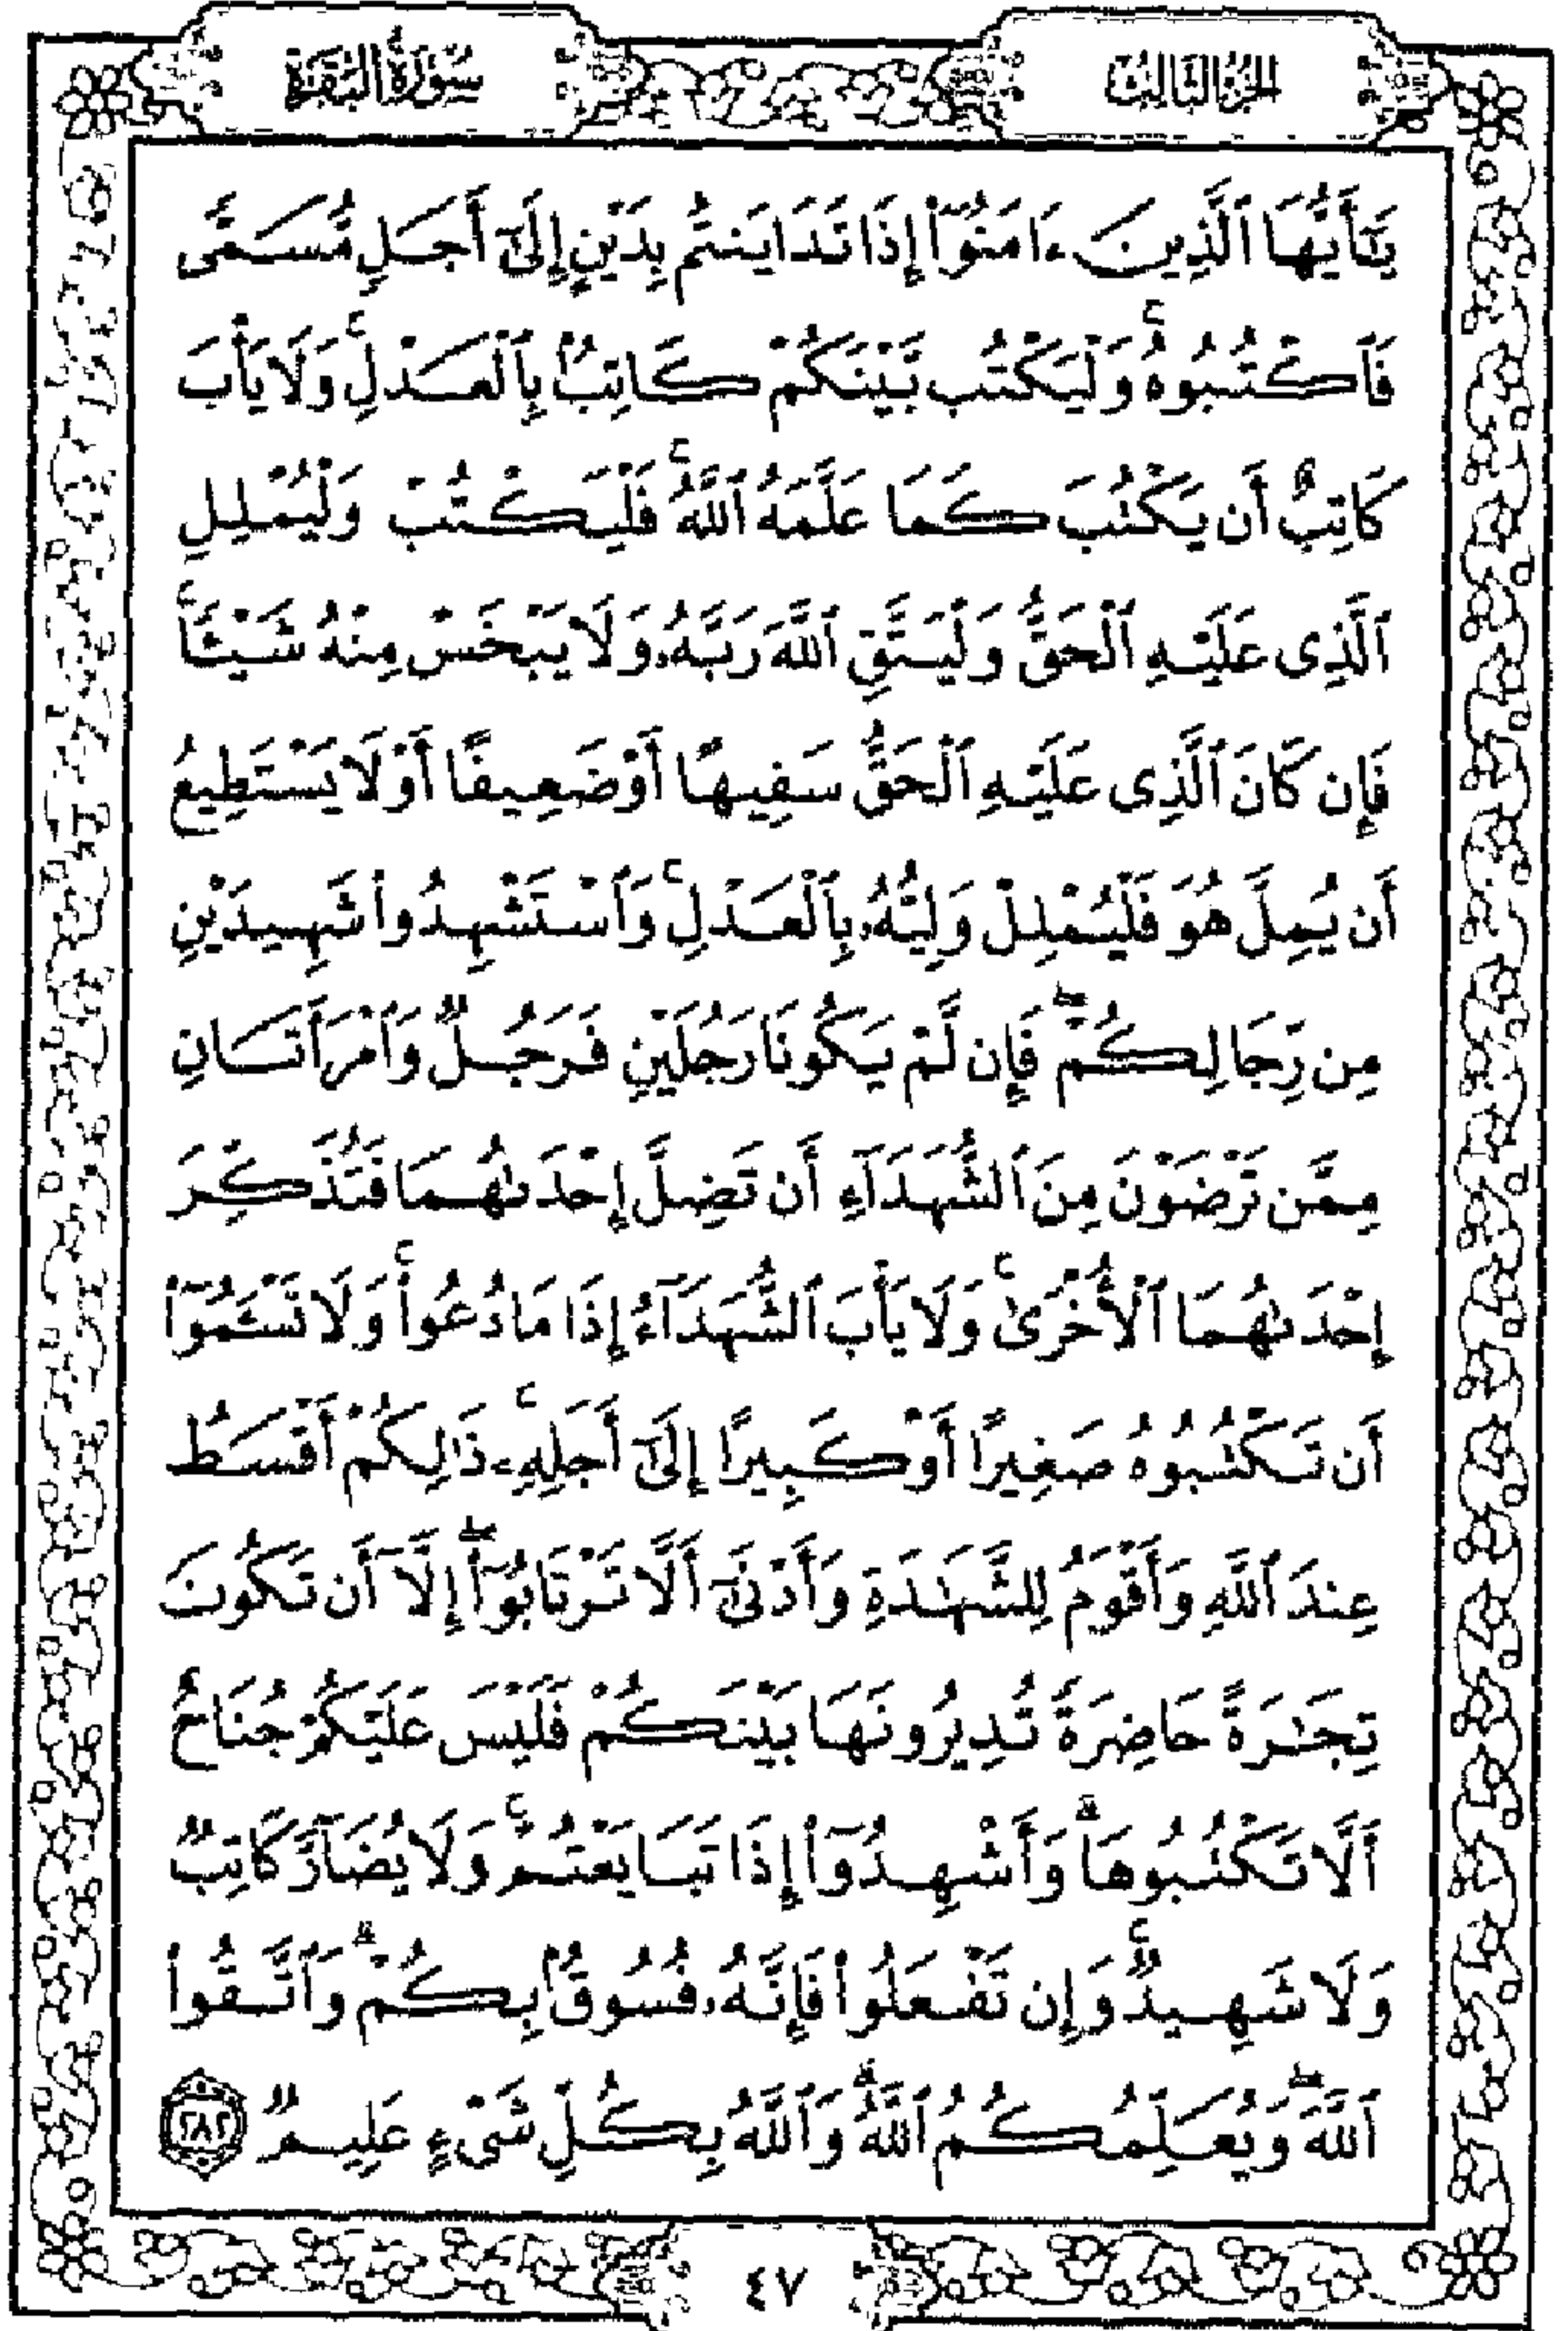 الجزء الثالث
سورة البقرة
يَٰٓأَيُّهَا ٱلَّذِينَ ءَامَنُوٓا۟ إِذَا تَدَايَنتُم بِدَيْنٍ إِلَىٰٓ أَجَلٍ مُّسَمًّى
فَٱكْتُبُوهُ ۚ وَلْيَكْتُب بَّيْنَكُمْ كَاتِبٌۢ بِٱلْعَدْلِ ۚ وَلَا يَأْبَ
كَاتِبٌ أَن يَكْتُبَ كَمَا عَلَّمَهُ ٱللَّهُ ۚ فَلْيَكْتُبْ وَلْيُمْلِلِ
ٱلَّذِى عَلَيْهِ ٱلْحَقُّ وَلْيَتَّقِ ٱللَّهَ رَبَّهُۥ وَلَا يَبْخَسْ مِنْهُ شَيْـًٔا ۚ
فَإِن كَانَ ٱلَّذِى عَلَيْهِ ٱلْحَقُّ سَفِيهًا أَوْ ضَعِيفًا أَوْ لَا يَسْتَطِيعُ
أَن يُمِلَّ هُوَ فَلْيُمْلِلْ وَلِيُّهُۥ بِٱلْعَدْلِ ۚ وَٱسْتَشْهِدُوا۟ شَهِيدَيْنِ
مِن رِّجَالِكُمْ ۖ فَإِن لَّمْ يَكُونَا رَجُلَيْنِ فَرَجُلٌ وَٱمْرَأَتَانِ
مِمَّن تَرْضَوْنَ مِنَ ٱلشُّهَدَآءِ أَن تَضِلَّ إِحْدَىٰهُمَا فَتُذَكِّرَ
إِحْدَىٰهُمَا ٱلْأُخْرَىٰ ۚ وَلَا يَأْبَ ٱلشُّهَدَآءُ إِذَا مَا دُعُوا۟ ۚ وَلَا تَسْـَٔمُوٓا۟
أَن تَكْتُبُوهُ صَغِيرًا أَوْ كَبِيرًا إِلَىٰٓ أَجَلِهِۦ ۚ ذَٰلِكُمْ أَقْسَطُ
عِندَ ٱللَّهِ وَأَقْوَمُ لِلشَّهَٰدَةِ وَأَدْنَىٰٓ أَلَّا تَرْتَابُوٓا۟ ۖ إِلَّآ أَن تَكُونَ
تِجَٰرَةً حَاضِرَةً تُدِيرُونَهَا بَيْنَكُمْ فَلَيْسَ عَلَيْكُمْ جُنَاحٌ
أَلَّا تَكْتُبُوهَا ۗ وَأَشْهِدُوٓا۟ إِذَا تَبَايَعْتُمْ ۚ وَلَا يُضَآرَّ كَاتِبٌ
وَلَا شَهِيدٌ ۚ وَإِن تَفْعَلُوا۟ فَإِنَّهُۥ فُسُوقٌۢ بِكُمْ ۗ وَٱتَّقُوا۟
ٱللَّهَ ۖ وَيُعَلِّمُكُمُ ٱللَّهُ ۗ وَٱللَّهُ بِكُلِّ شَىْءٍ عَلِيمٌ ٢٨٢
٤٧